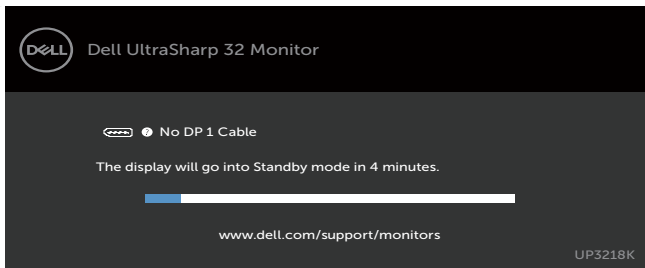 DELL Dell UltraSharp 32 Monitor
? No DP 1 Cable
The display will go into Standby mode in 4 minutes.
www.dell.com/support/monitors
UP3218K